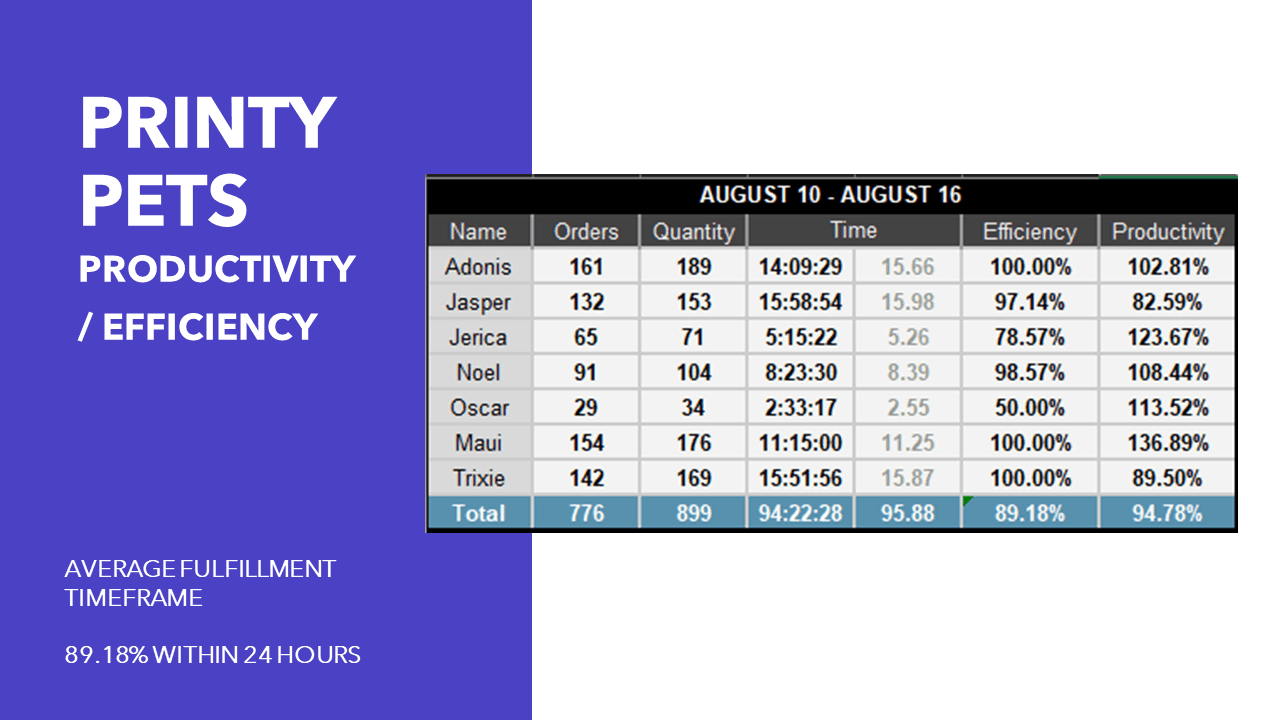 PRINTY
PETS
PRODUCTIVITY
/ EFFICIENCY
AVERAGE FULFILLMENT
TIMEFRAME
89.18% WITHIN 24 HOURS
AUGUST 10 - AUGUST 16
Name Orders Quantity Time Efficiency Productivity
Adonis 161 189 14:09:29 15.66 100.00% 102.81%
Jasper 132 153 15:58:54 15.98 97.14% 82.59%
Jerica 65 71 5:15:22 5.26 78.57% 123.67%
Noel 91 104 8:23:30 8.39 98.57% 108.44%
Oscar 29 34 2:33:17 2.55 50.00% 113.52%
Maui 154 176 11:15:00 11.25 100.00% 136.89%
Trixie 142 169 15:51:56 15.87 100.00% 89.50%
Total 776 899 94:22:28 95.88 89.18% 94.78%